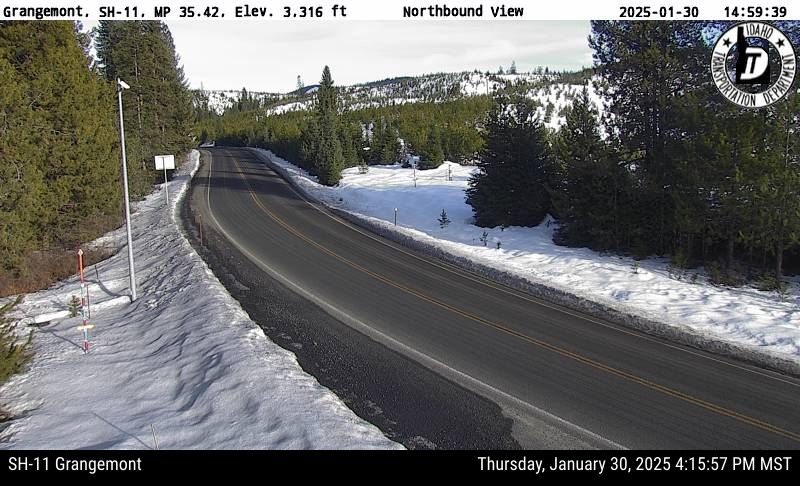 Grangemont, SH-11, MP 35.42, Elev. 3,316 ft Northbound View 2025-01-30 14:59:39
IDAHO
TRANSPORTATION DEPARTMENT
SH-11 Grangemont Thursday, January 30, 2025 4:15:57 PM MST